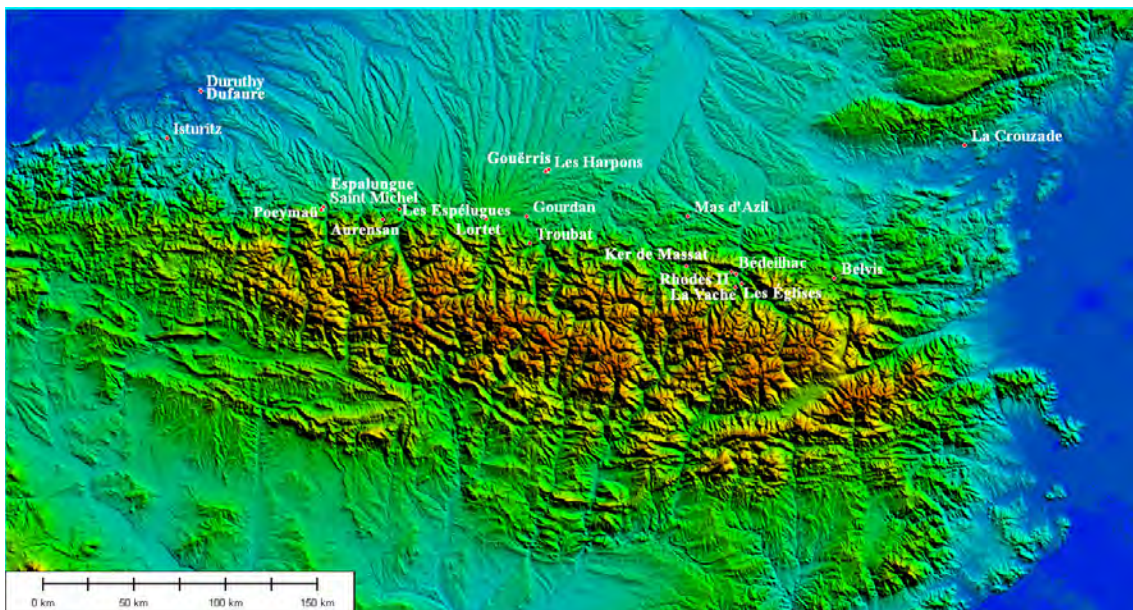 Duruthy
Dufaure
Isturitz
La Crouzade
Gouërris
Les Harpons
Espalungue
Saint Michel
Poeymaü
Les Espélugues
Gourdan
Mas d'Azil
Aurensan
Lortet
Troubat
Ker de Massat
Bédeilhac
Belvis
Rhodes II
La Vache
Les Églises
0 km
50 km
100 km
150 km